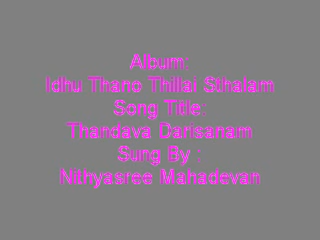 Album:
Idhu Thano Thillai Sthalam
Song Title:
Thandava Darisanam
Sung By :
Nithyasree Mahadevan